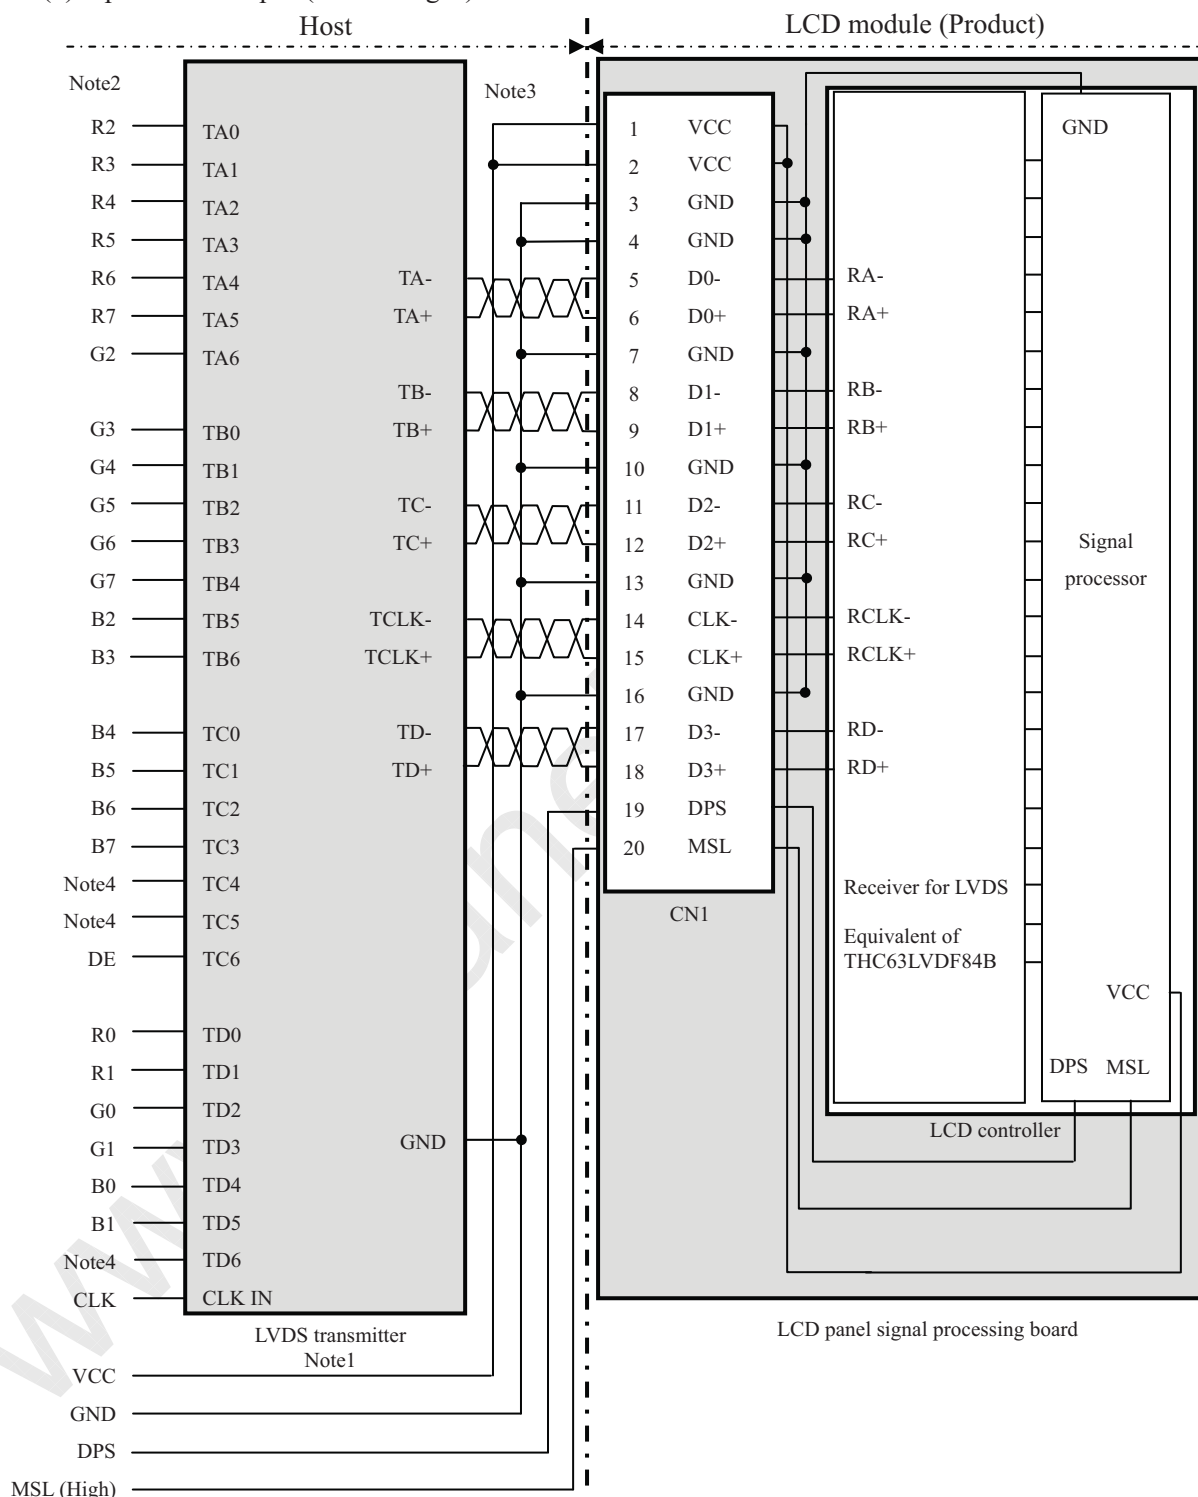 Host
LCD module (Product)
Note2
Note3
R2 TA0
R3 TA1
R4 TA2
R5 TA3
R6 TA4 TA-
R7 TA5 TA+
G2 TA6
TB-
G3 TB0 TB+
G4 TB1
G5 TB2 TC-
G6 TB3 TC+
G7 TB4
B2 TB5 TCLK-
B3 TB6 TCLK+
B4 TC0 TD-
B5 TC1 TD+
B6 TC2
B7 TC3
Note4 TC4
Note4 TC5
DE TC6
R0 TD0
R1 TD1
G0 TD2
G1 TD3 GND
B0 TD4
B1 TD5
Note4 TD6
CLK CLK IN
LVDS transmitter
Note1
VCC
GND
DPS
MSL (High)
1 VCC
2 VCC
3 GND
4 GND
5 D0- RA-
6 D0+ RA+
7 GND
8 D1- RB-
9 D1+ RB+
10 GND
11 D2- RC-
12 D2+ RC+
13 GND
14 CLK- RCLK-
15 CLK+ RCLK+
16 GND
17 D3- RD-
18 D3+ RD+
19 DPS
20 MSL
CN1
Receiver for LVDS
Equivalent of
THC63LVDF84B
GND
Signal
processor
VCC
DPS MSL
LCD controller
LCD panel signal processing board